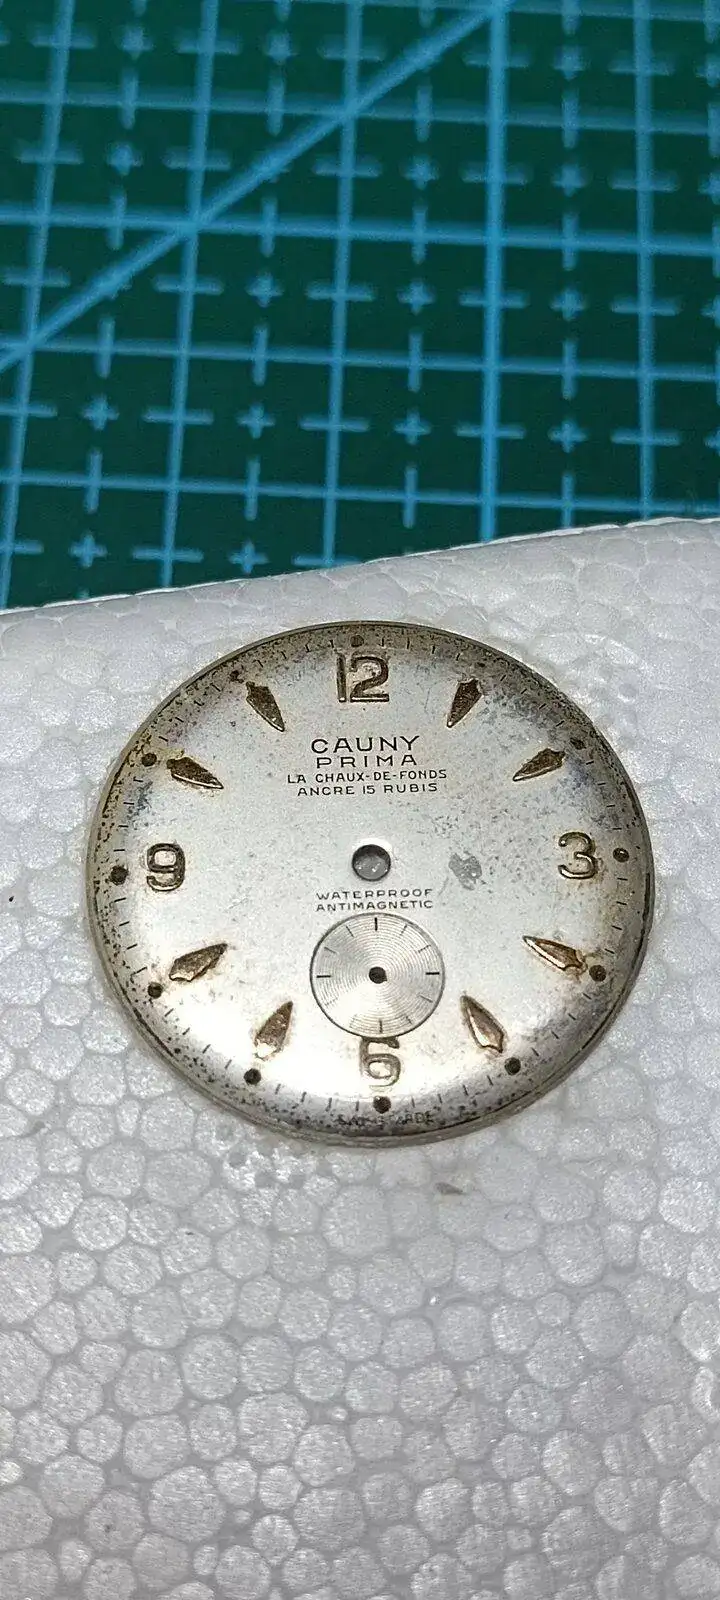 12
CAUNY
PRIMA
LA CHAUX-DE-FONDS
ANCRE 15 RUBIS
9 3
WATERPROOF
ANTIMAGNETIC
6